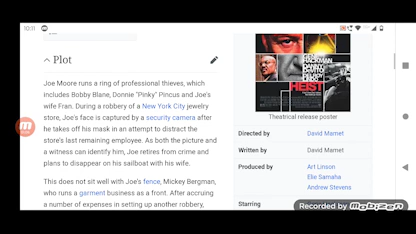 10:11
Plot
Joe Moore runs a ring of professional thieves, which
includes Bobby Blane, Donnie "Pinky" Pincus and Joe's
wife Fran. During a robbery of a New York City jewelry
store, Joe's face is captured by a security camera after
he takes off his mask in an attempt to distract the
store's last remaining employee. As both the picture
and a witness can identify him, Joe retires from crime and
plans to disappear on his sailboat with his wife.
This does not sell well with Joe's fence, Mickey Bergman,
who runs a garment business as a front. After accruing
a number of expenses in setting up another robbery,
HEIST
Theatrical release poster
Directed by David Mamet
Written by David Mamet
Produced by Art Linson
Elie Samaha
Andrew Stevens
Starring
Recorded by Mobizen